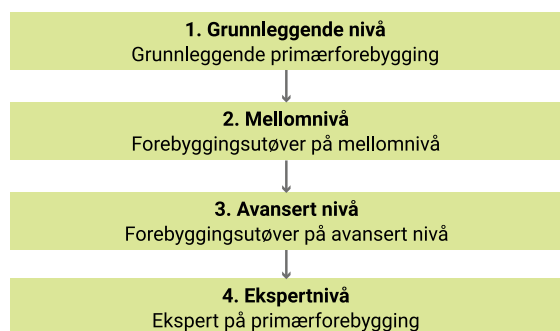 1. Grunnleggende nivå
Grunnleggende primærforebygging
2. Mellomnivå
Forebyggingsutøver på mellomnivå
3. Avansert nivå
Forebyggingsutøver på avansert nivå
4. Ekspertnivå
Ekspert på primærforebygging